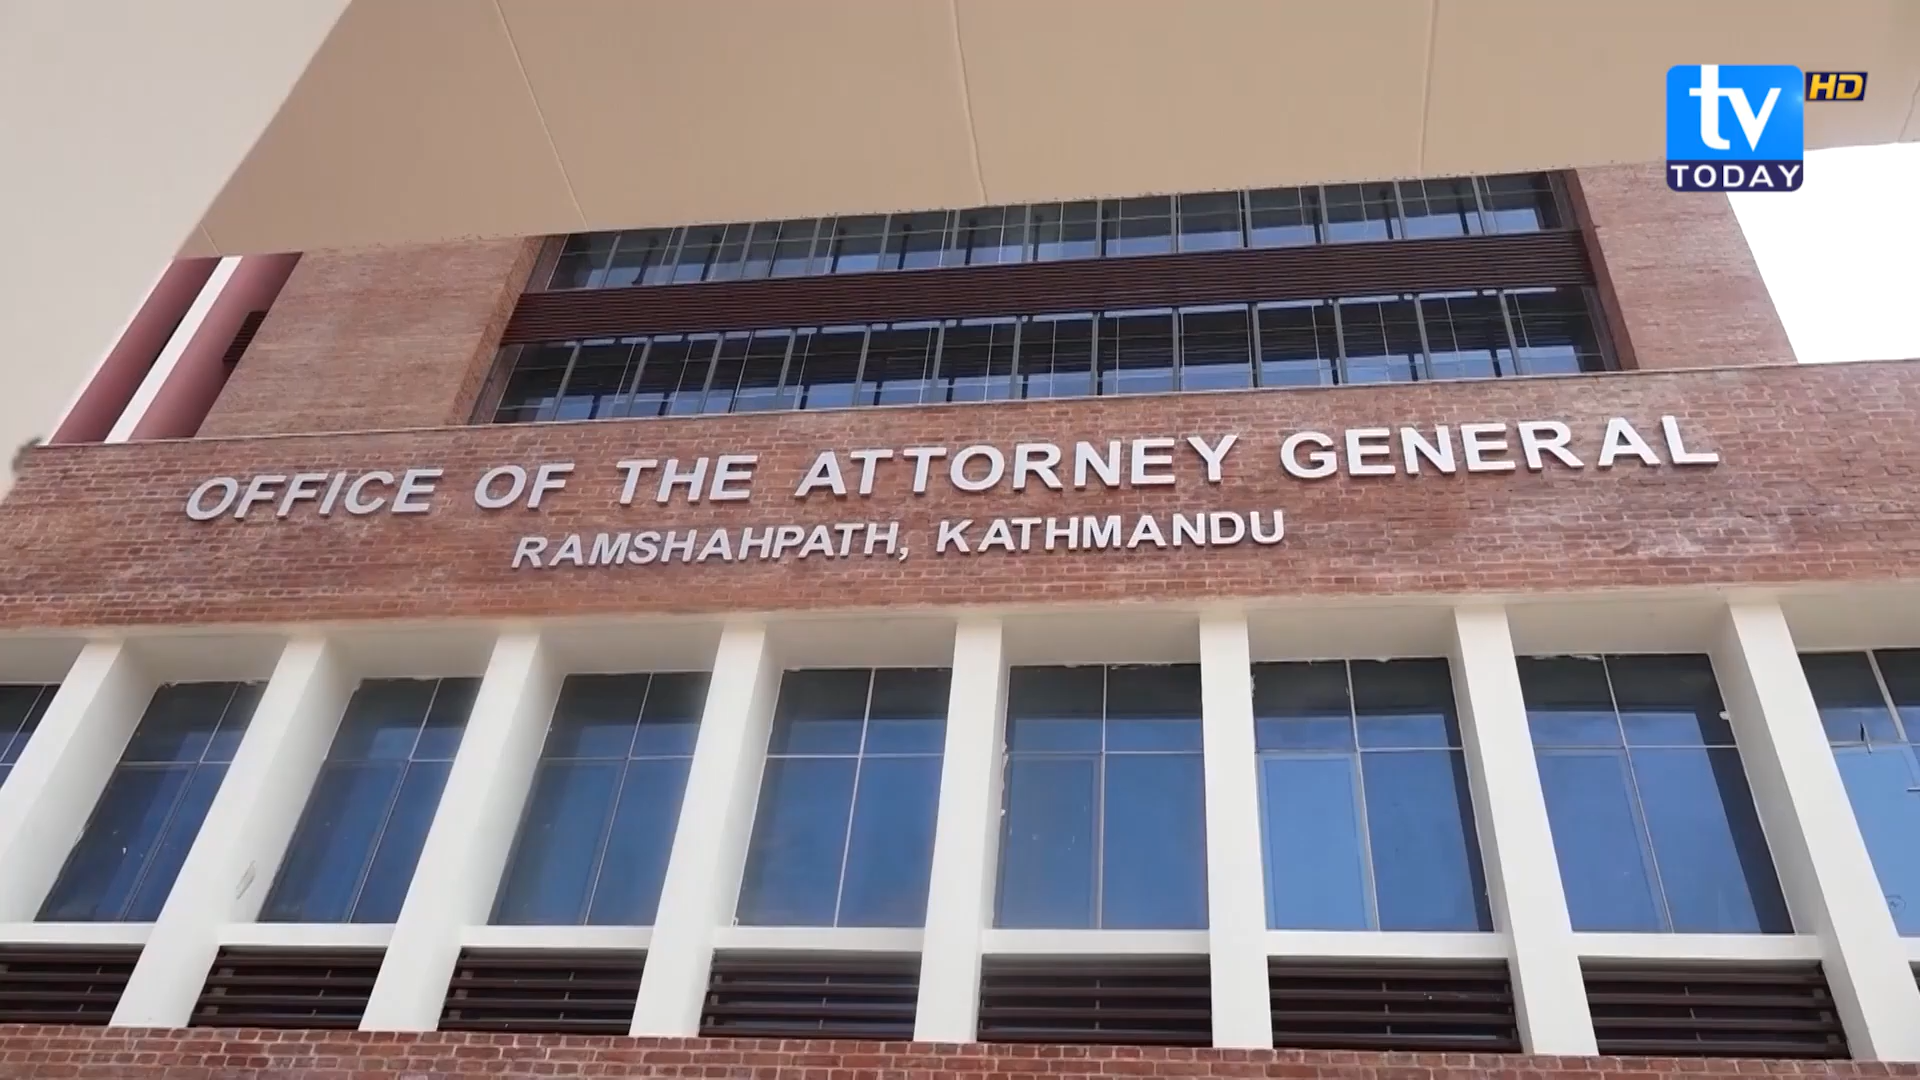 tv HD
TODAY
OFFICE OF THE ATTORNEY GENERAL
RAMSHAHPATH, KATHMANDU